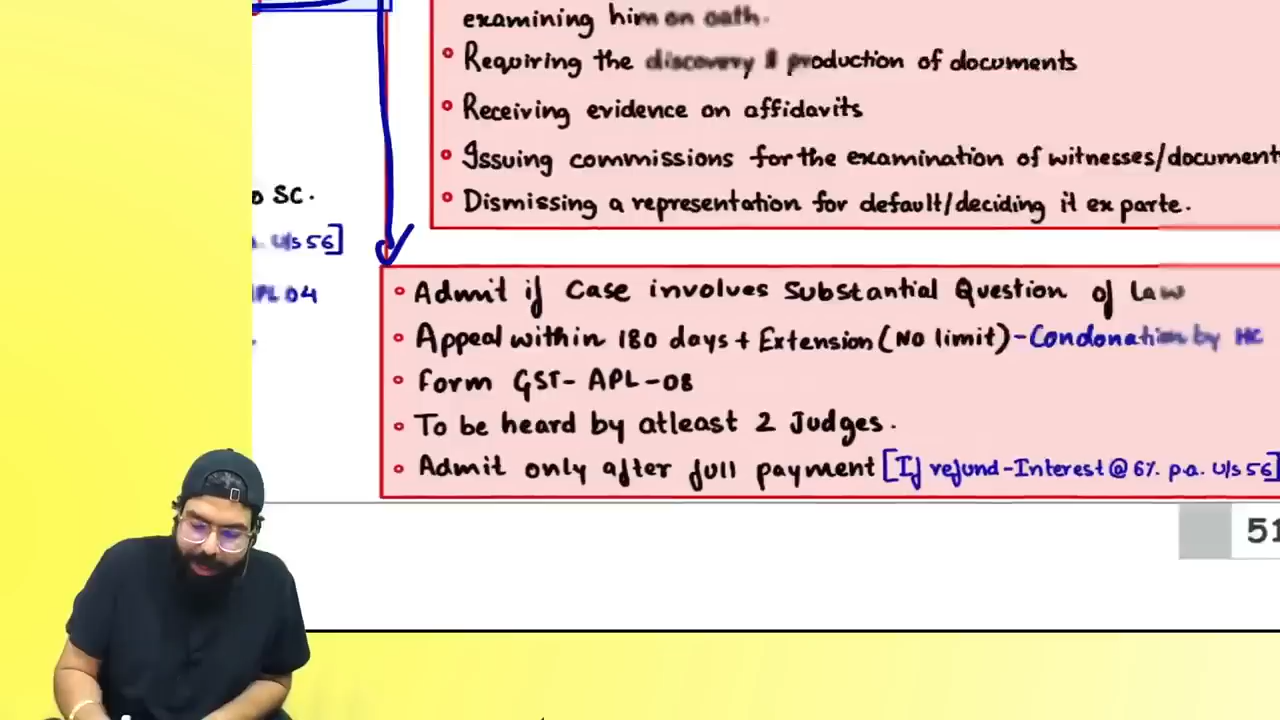 examining him on oath.
Requiring the discovery & production of documents
Receiving evidence on affidavits
Issuing commissions for the examination of witnesses/document
Dismissing a representation for default/deciding it ex parte.
SC.
U/s 56]
APL 04
Admit if Case involves Substantial Question of Law
Appeal within 180 days + Extension (No limit) - Condonation by HC
Form GST- APL-08
To be heard by atleast 2 Judges.
Admit only after full payment [If refund-Interest @ 6% p.a. U/s 56]
51